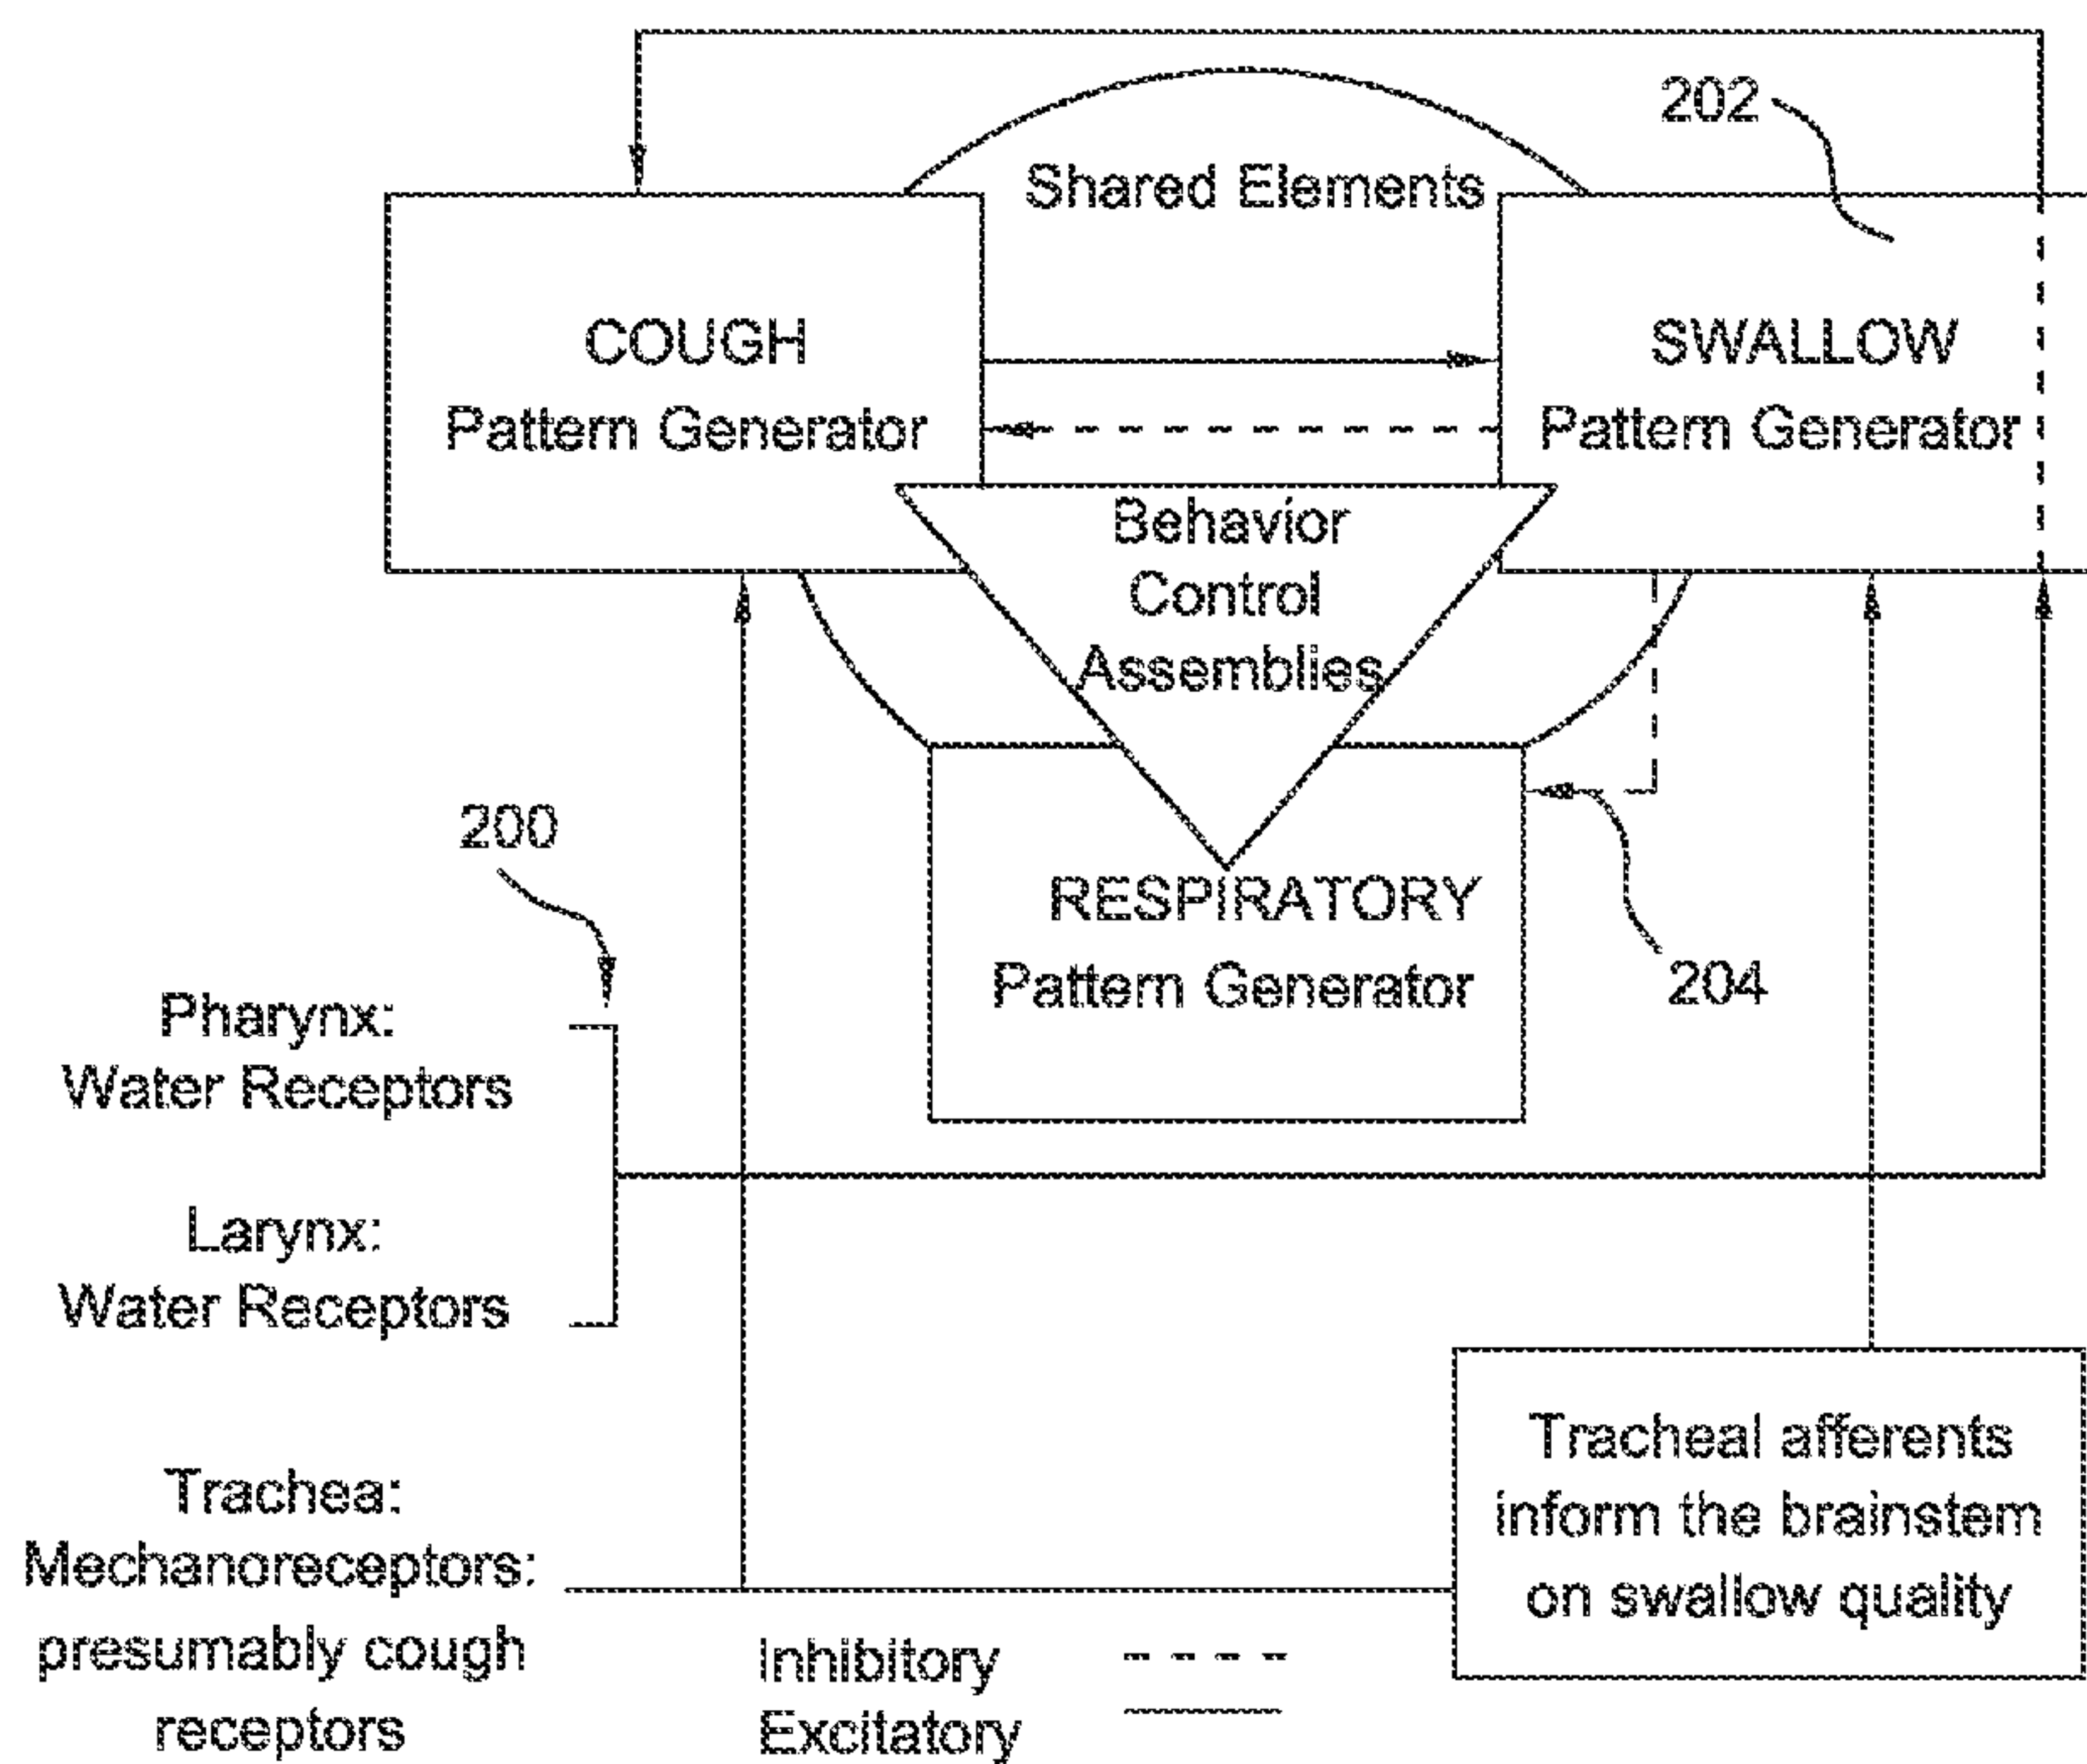 202
Shared Elements
COUGH
Pattern Generator
SWALLOW
Pattern Generator
Behavior
Control
Assemblies
200
RESPIRATORY
Pattern Generator
204
Pharynx:
Water Receptors
Larynx:
Water Receptors
Trachea:
Mechanoreceptors:
presumably cough
receptors
Tracheal afferents
inform the brainstem
on swallow quality
Inhibitory
Excitatory